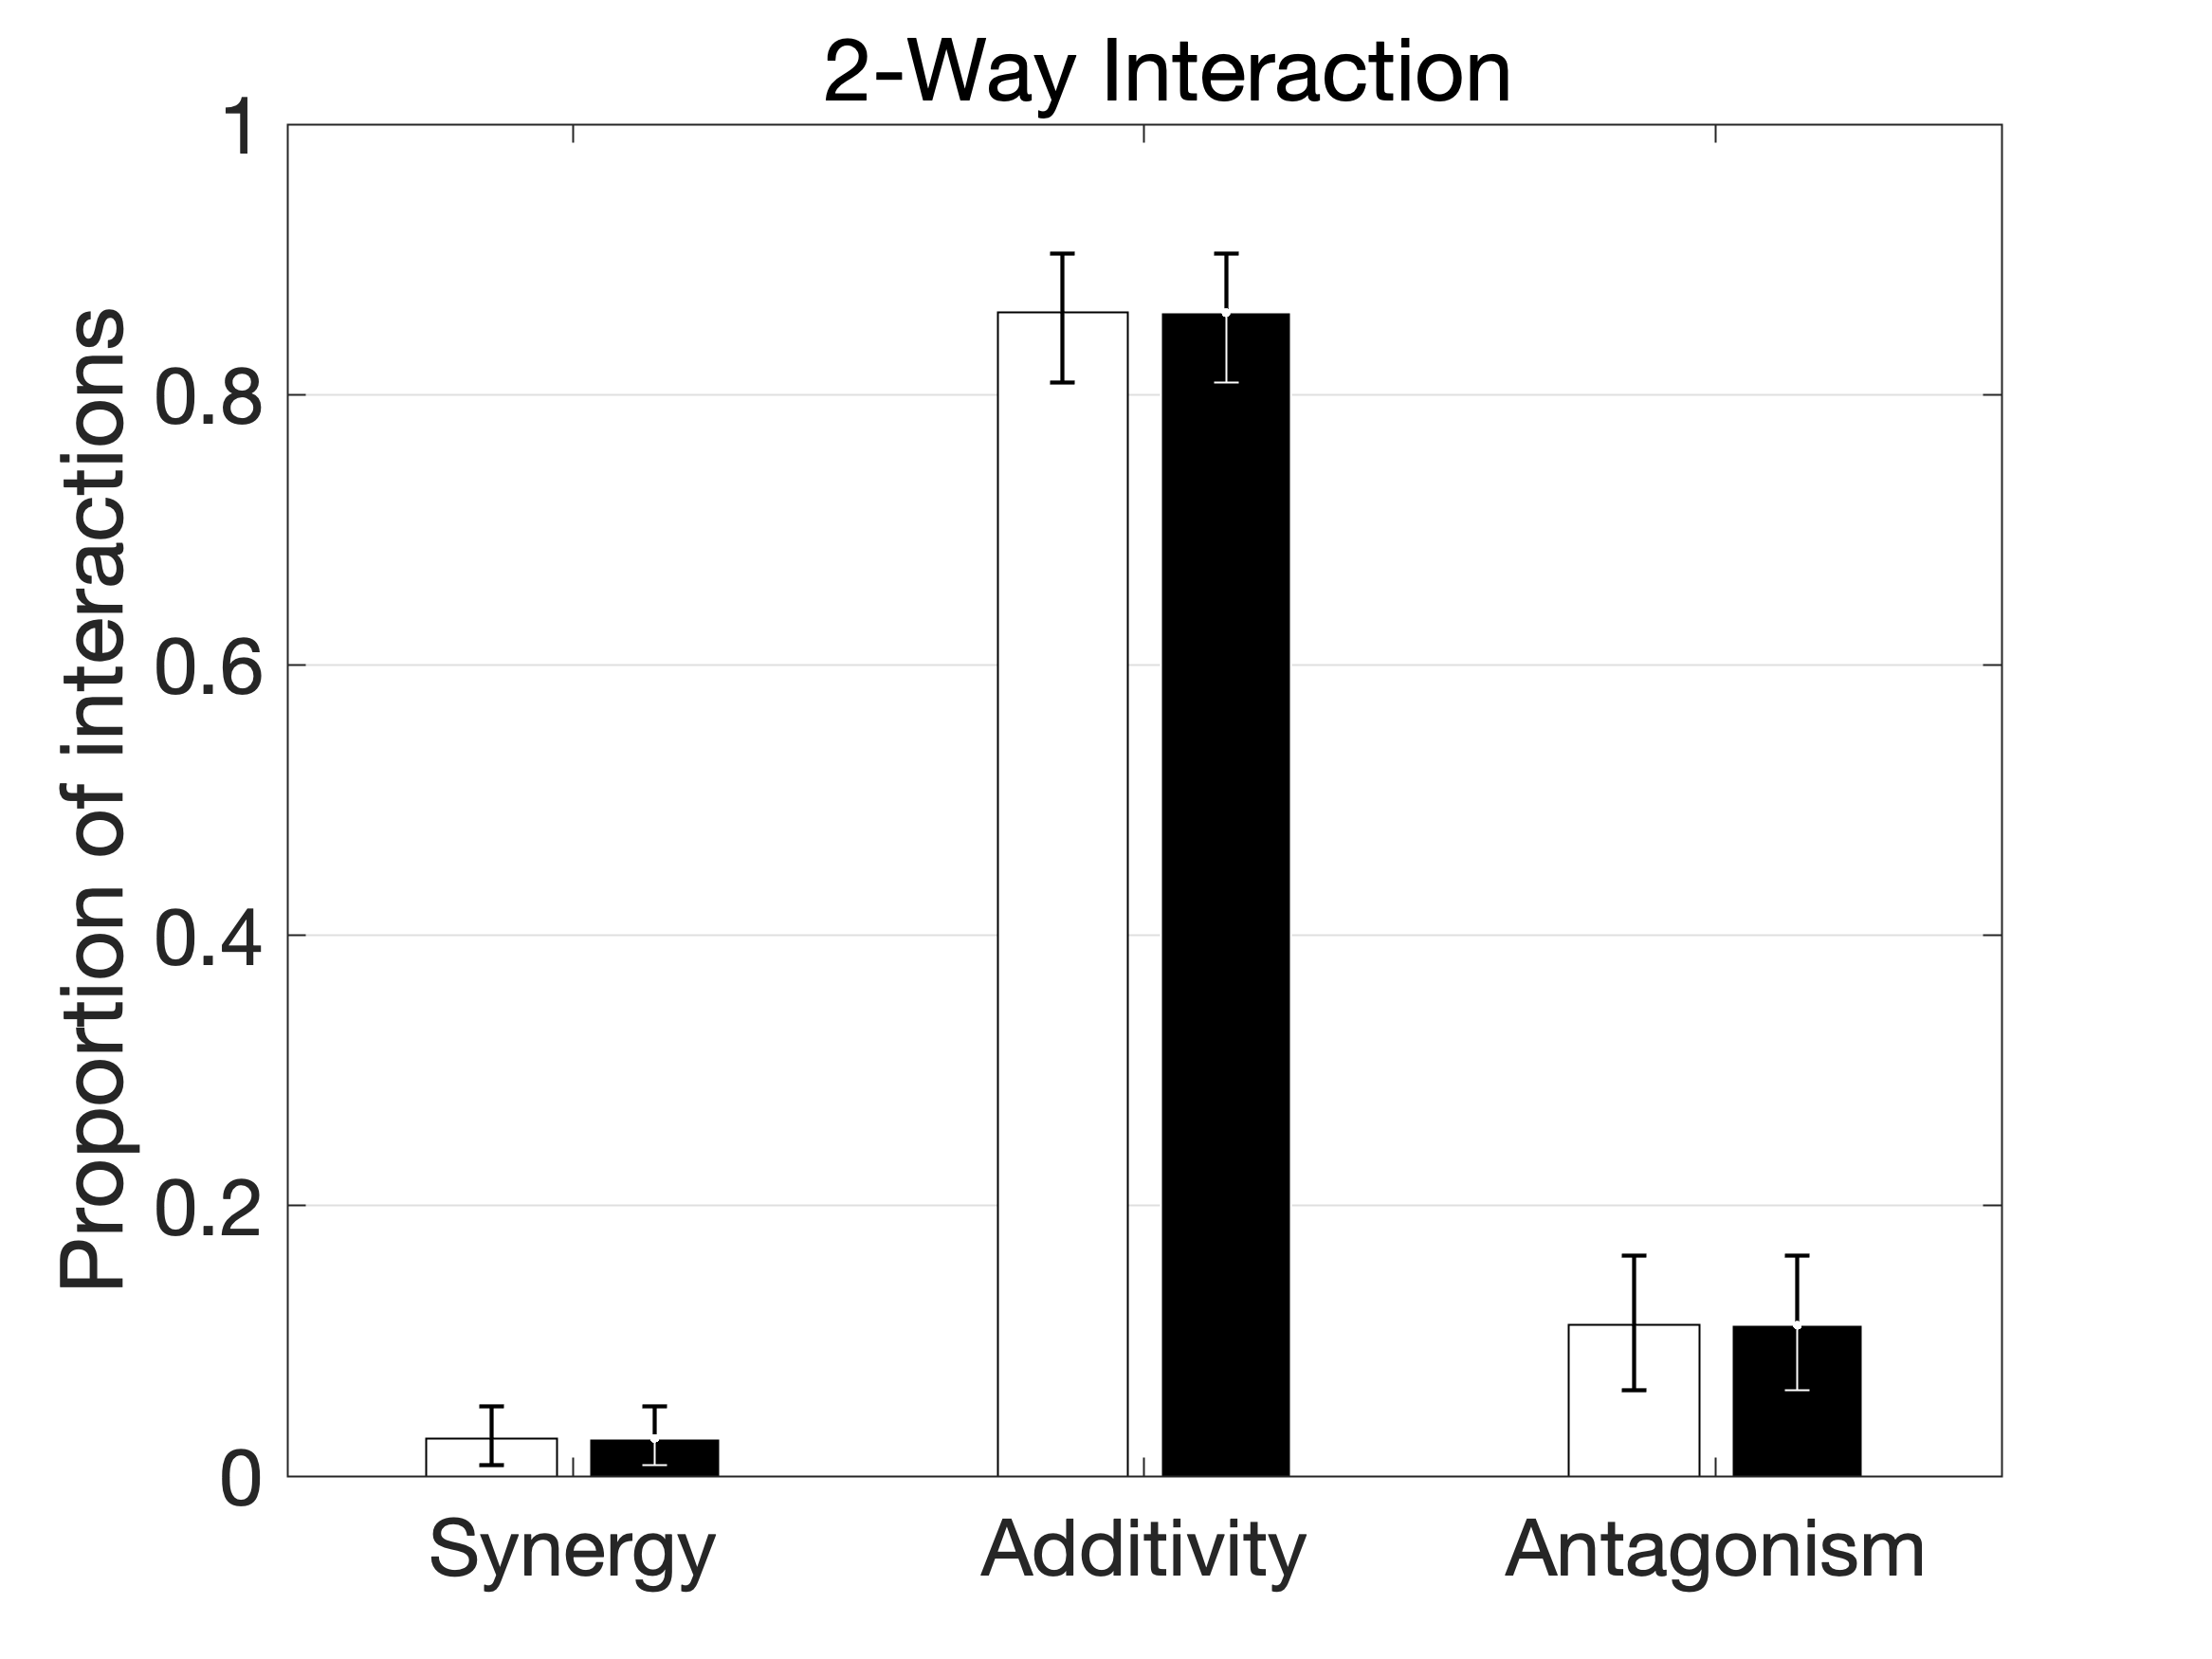 2-Way Interaction
Proportion of interactions
1
0.8
0.6
0.4
0.2
0
Synergy
Additivity
Antagonism